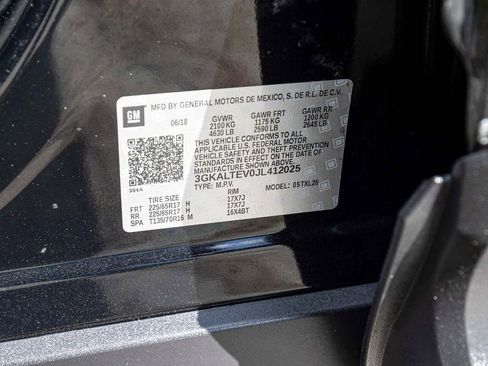 GM
MFD BY GENERAL MOTORS DE MEXICO, S. DE R.L. DE C.V.
06/18 GVWR GAWR FRT GAWR RR
2100 KG 1175 KG 1200 KG
4630 LB 2590 LB 2645 LB
THIS VEHICLE CONFORMS TO ALL
APPLICABLE U.S. FEDERAL MOTOR
VEHICLE SAFETY AND THEFT PREVENTION
STANDARDS IN EFFECT ON THE DATE OF
MANUFACTURE SHOWN ABOVE.
3GKALTEV0JL412025
TYPE: M.P.V. MODEL: 05TXL26
384A
TIRE SIZE RIM
FRT 225/65R17 H 17X7J
RR 225/65R17 H 17X7J
SPA T135/70R16 M 16X4BT